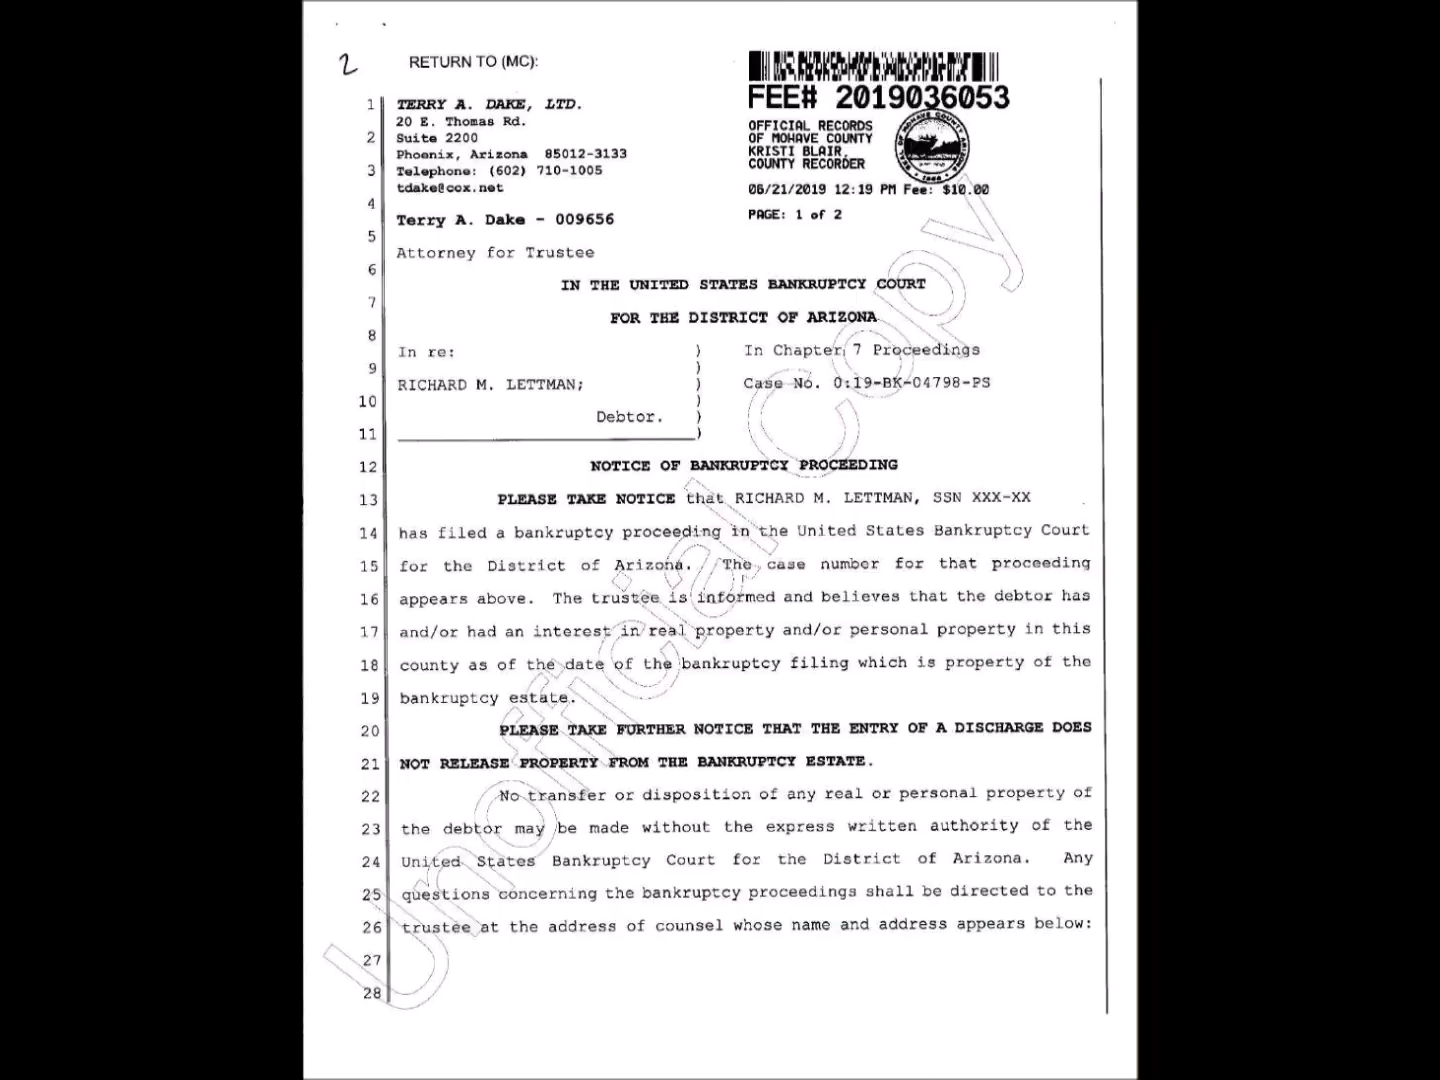 2
RETURN TO (MC):
FEE# 2019036053
OFFICIAL RECORDS
OF MOHAVE COUNTY
KRISTI BLAIR,
COUNTY RECORDER
06/21/2019 12:19 PM Fee: $10.00
PAGE: 1 of 2
1 TERRY A. DAKE, LTD.
20 E. Thomas Rd.
2 Suite 2200
Phoenix, Arizona 85012-3133
3 Telephone: (602) 710-1005
tdake@cox.net
4
Terry A. Dake - 009656
5
Attorney for Trustee
6
IN THE UNITED STATES BANKRUPTCY COURT
7
FOR THE DISTRICT OF ARIZONA
8
In re: ) In Chapter 7 Proceedings
9 )
RICHARD M. LETTMAN; ) Case No. 0:19-BK-04798-PS
10 )
Debtor. )
11 )
12 NOTICE OF BANKRUPTCY PROCEEDING
13 PLEASE TAKE NOTICE that RICHARD M. LETTMAN, SSN XXX-XX
14 has filed a bankruptcy proceeding in the United States Bankruptcy Court
15 for the District of Arizona. The case number for that proceeding
16 appears above. The trustee is informed and believes that the debtor has
17 and/or had an interest in real property and/or personal property in this
18 county as of the date of the bankruptcy filing which is property of the
19 bankruptcy estate.
20 PLEASE TAKE FURTHER NOTICE THAT THE ENTRY OF A DISCHARGE DOES
21 NOT RELEASE PROPERTY FROM THE BANKRUPTCY ESTATE.
22 No transfer or disposition of any real or personal property of
23 the debtor may be made without the express written authority of the
24 United States Bankruptcy Court for the District of Arizona. Any
25 questions concerning the bankruptcy proceedings shall be directed to the
26 trustee at the address of counsel whose name and address appears below:
27
28
Unofficial Copy